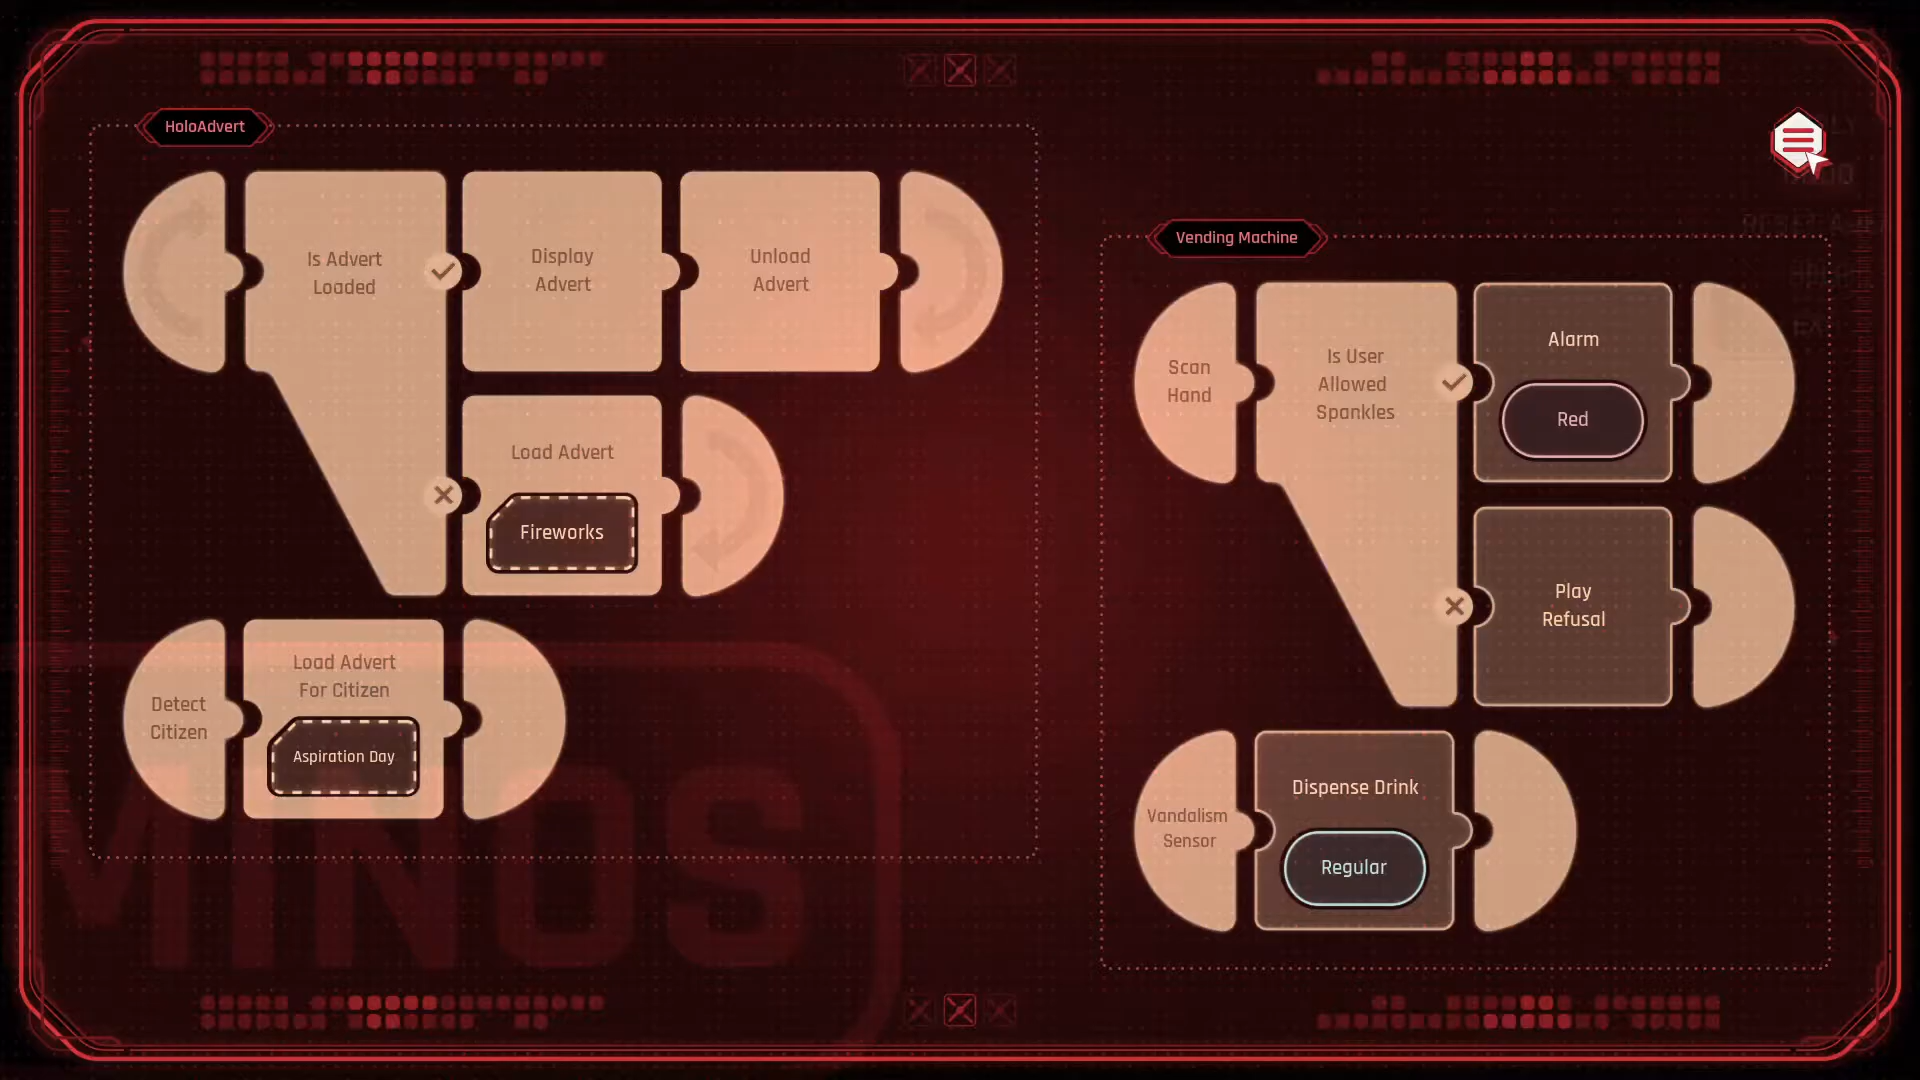 HoloAdvert
Is Advert
Loaded
Display
Advert
Unload
Advert
Load Advert
Fireworks
Detect
Citizen
Load Advert
For Citizen
Aspiration Day
Vending Machine
Scan
Hand
Is User
Allowed
Spankles
Alarm
Red
Play
Refusal
Vandalism
Sensor
Dispense Drink
Regular
MINOS